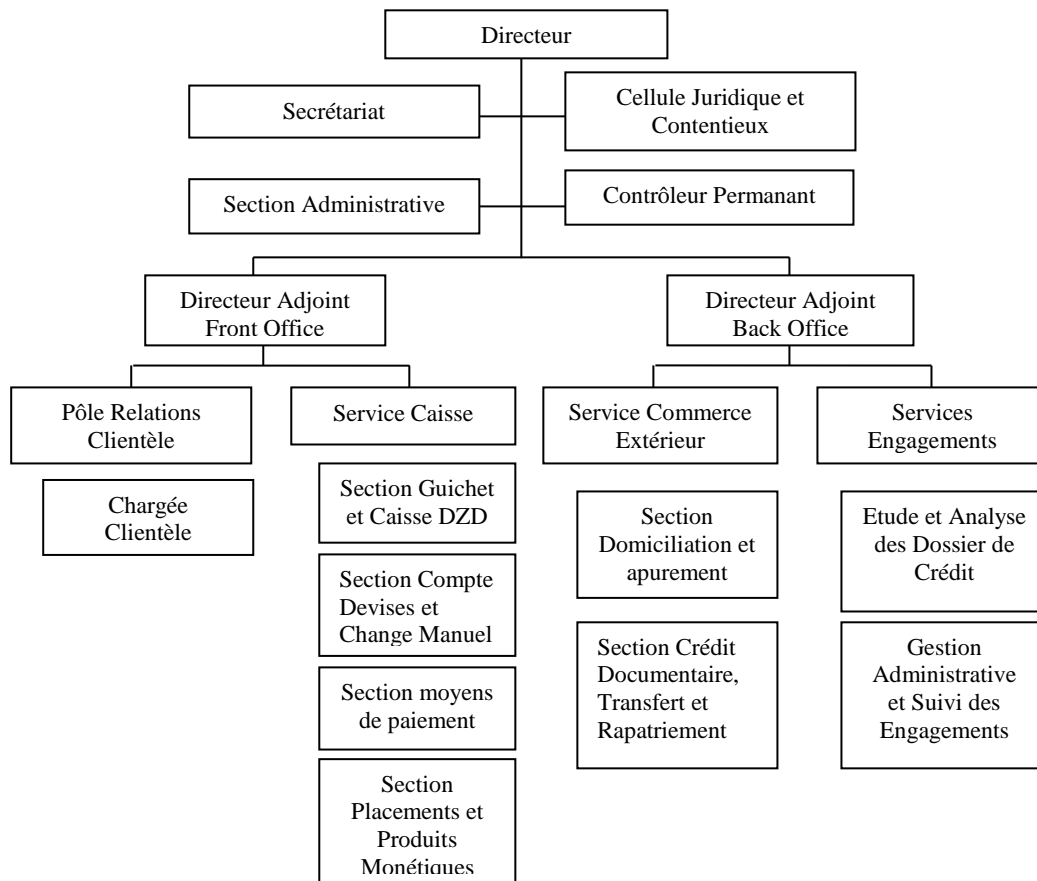 Directeur
Secrétariat
Cellule Juridique et
Contentieux
Section Administrative
Contrôleur Permanant
Directeur Adjoint
Front Office
Directeur Adjoint
Back Office
Pôle Relations
Clientèle
Service Caisse
Service Commerce
Extérieur
Services
Engagements
Chargée
Clientèle
Section Guichet
et Caisse DZD
Section Compte
Devises et
Change Manuel
Section moyens
de paiement
Section
Placements et
Produits
Monétiques
Section
Domiciliation et
apurement
Section Crédit
Documentaire,
Transfert et
Rapatriement
Etude et Analyse
des Dossier de
Crédit
Gestion
Administrative
et Suivi des
Engagements